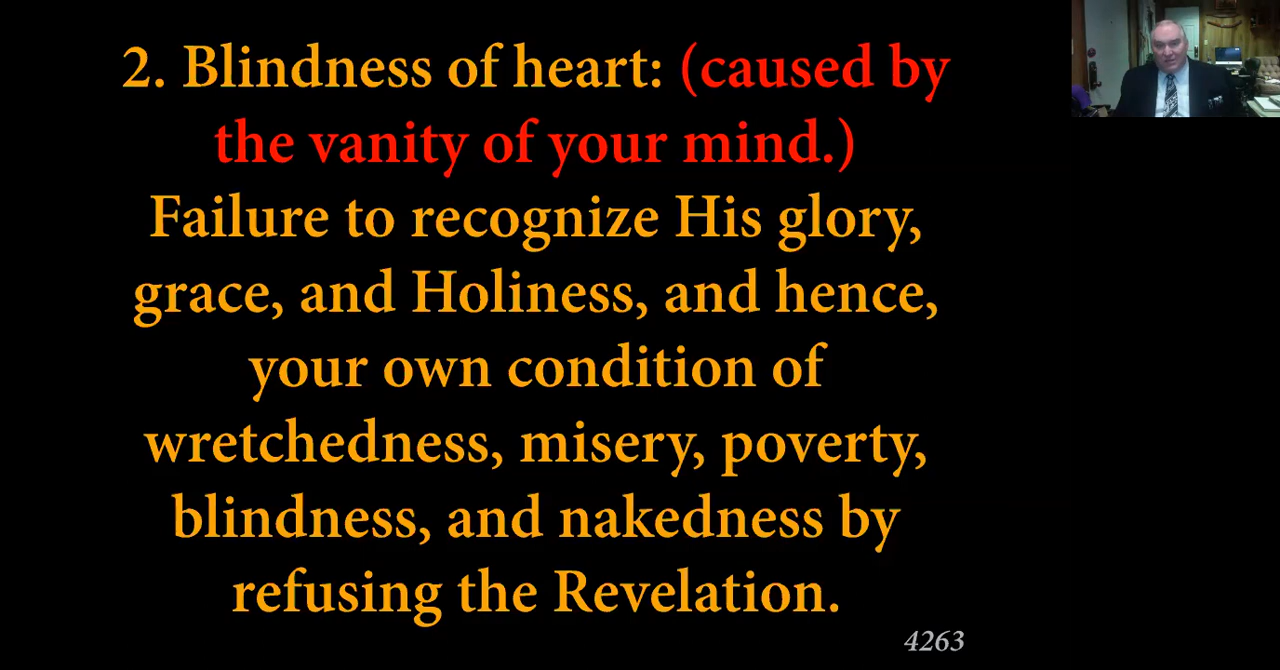 2. Blindness of heart: (caused by
the vanity of your mind.)
Failure to recognize His glory,
grace, and Holiness, and hence,
your own condition of
wretchedness, misery, poverty,
blindness, and nakedness by
refusing the Revelation.
4263